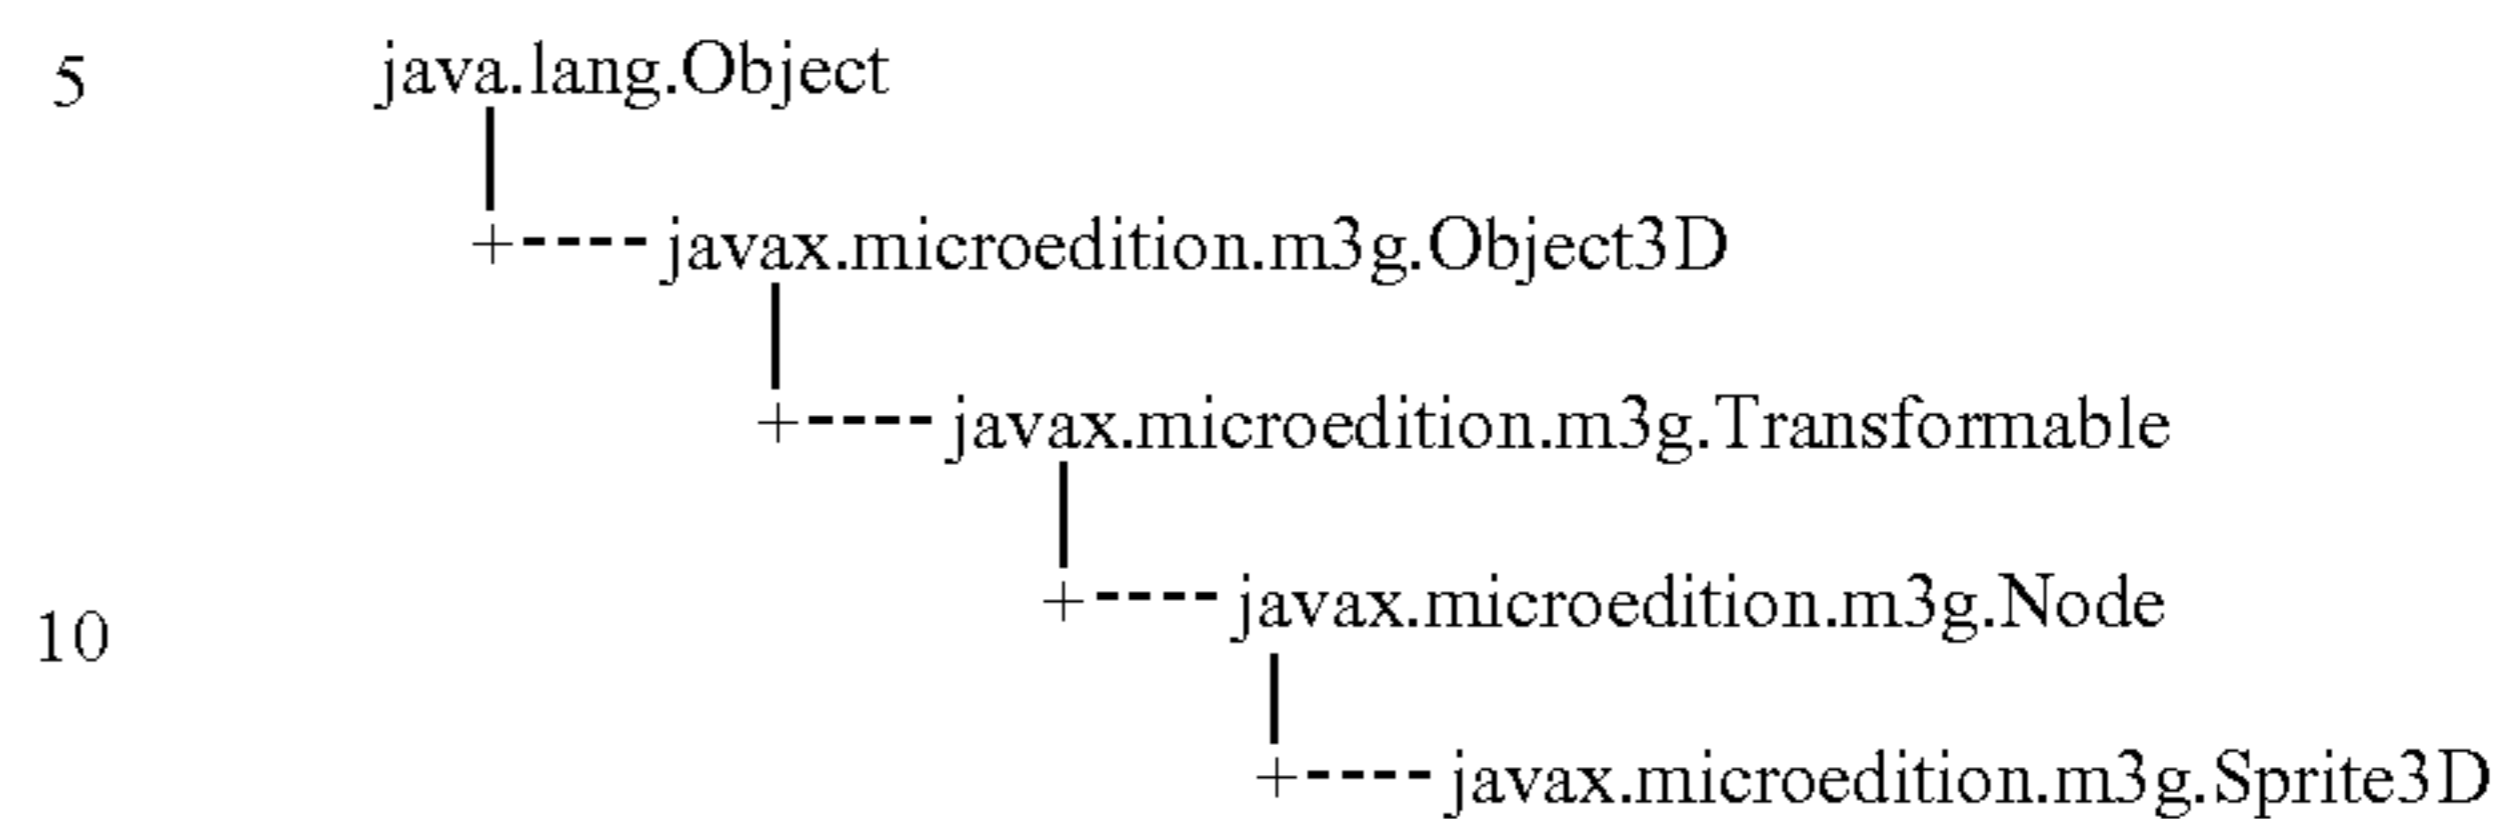 5 java.lang.Object
+---- javax.microedition.m3g.Object3D
+---- javax.microedition.m3g.Transformable
+---- javax.microedition.m3g.Node
10
+---- javax.microedition.m3g.Sprite3D